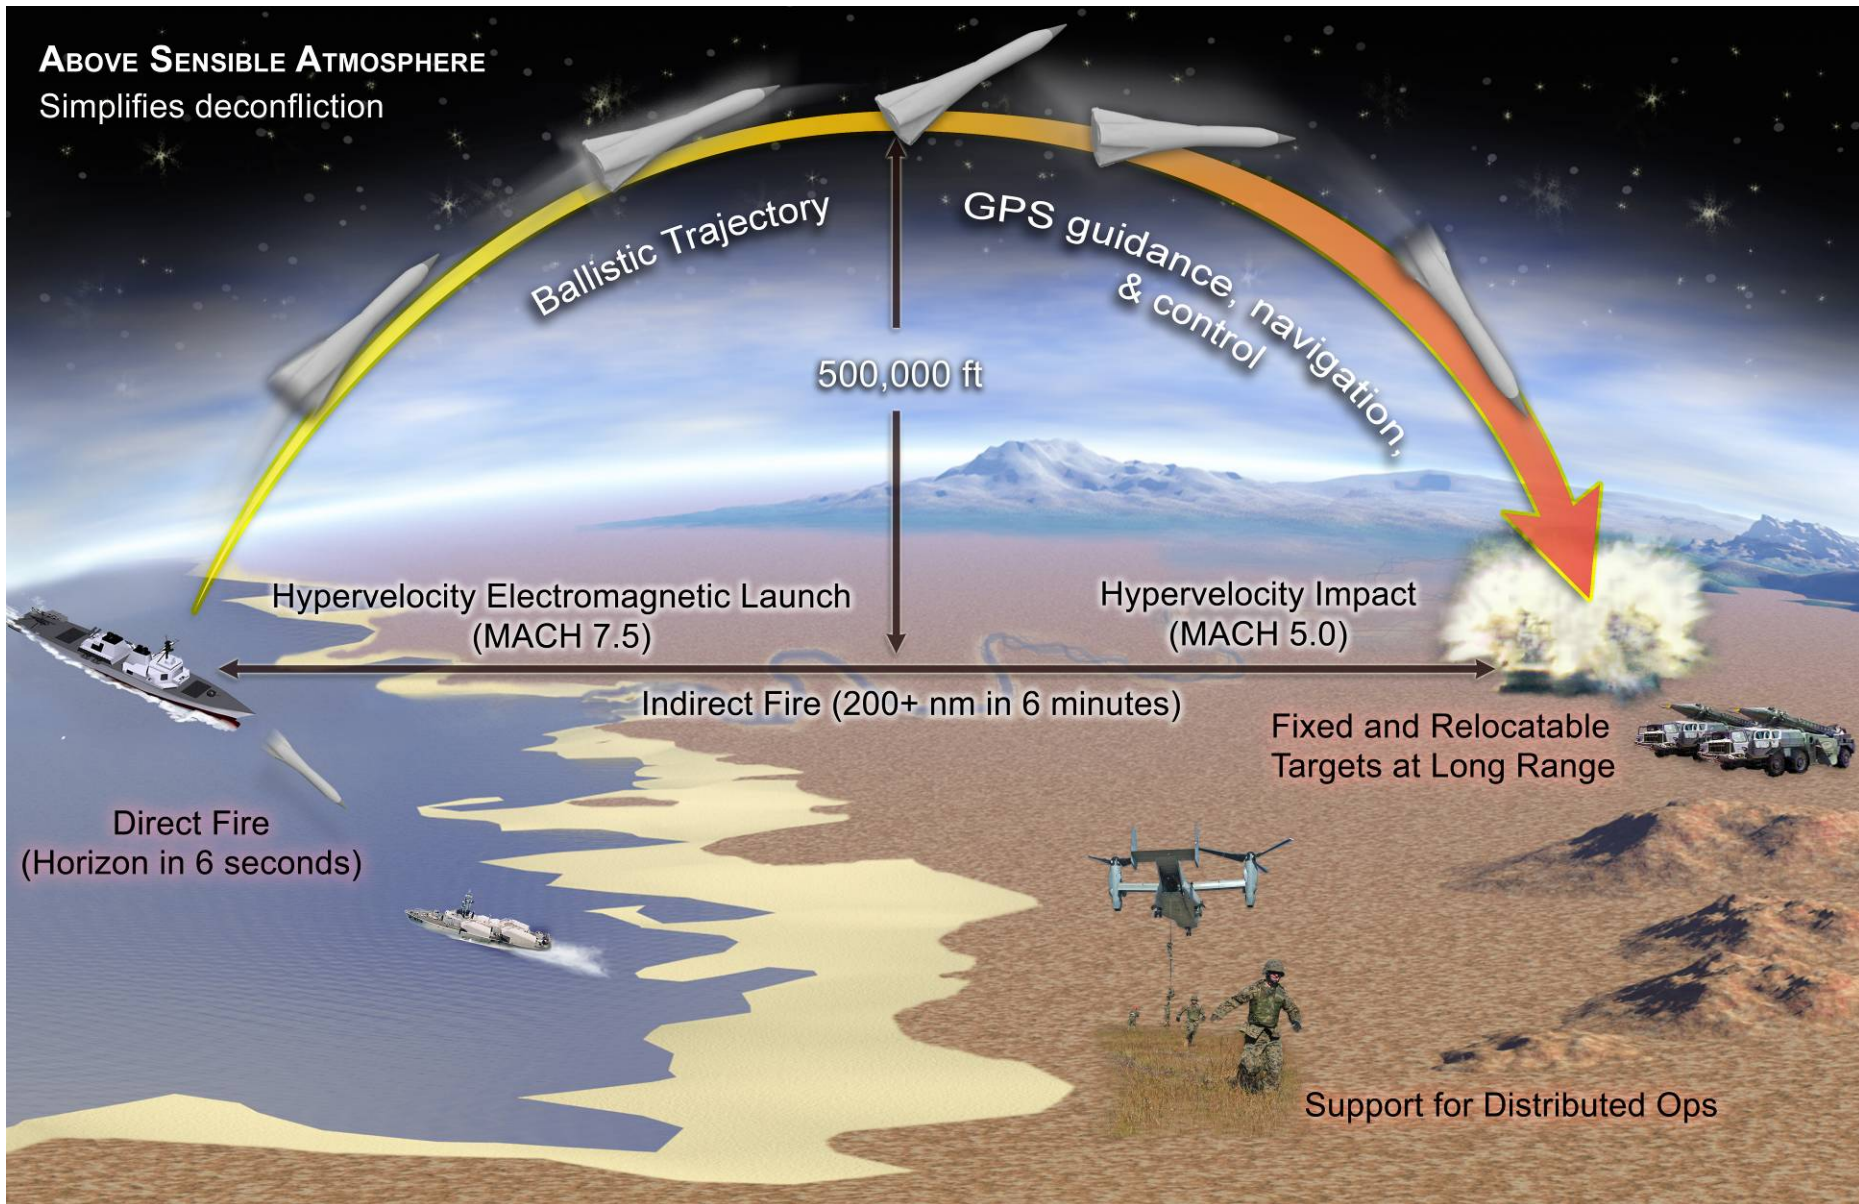 ABOVE SENSIBLE ATMOSPHERE
Simplifies deconfliction
Ballistic Trajectory
GPS guidance, navigation,
& control
500,000 ft
Hypervelocity Electromagnetic Launch
(MACH 7.5)
Hypervelocity Impact
(MACH 5.0)
Indirect Fire (200+ nm in 6 minutes)
Fixed and Relocatable
Targets at Long Range
Direct Fire
(Horizon in 6 seconds)
Support for Distributed Ops